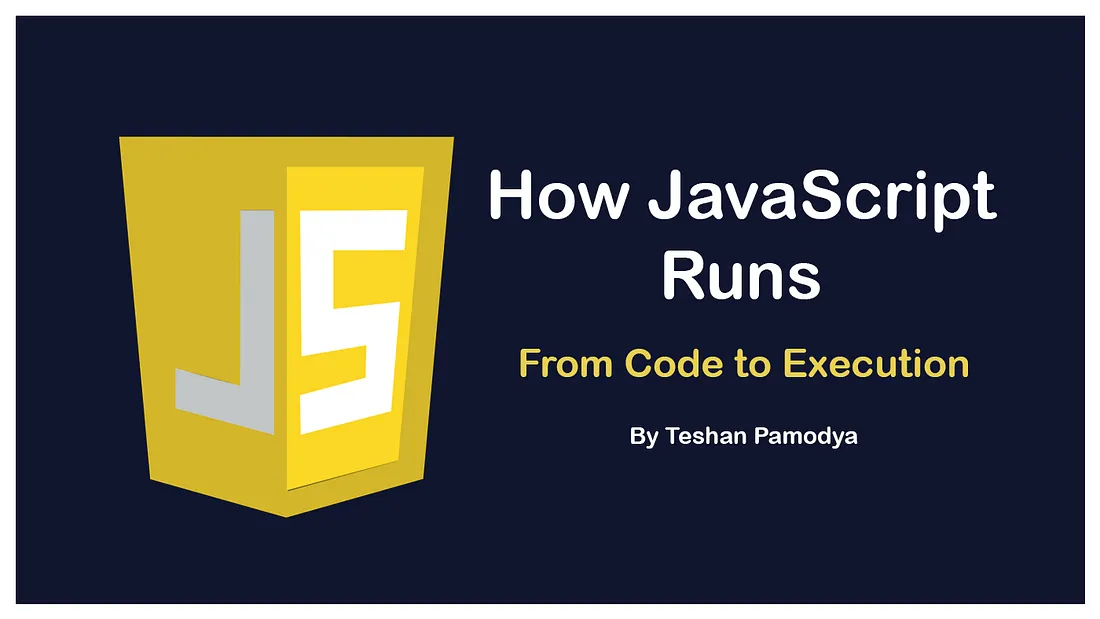 JS
How JavaScript
Runs
From Code to Execution
By Teshan Pamodya